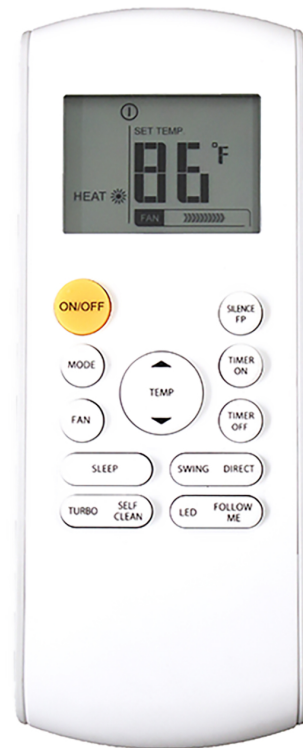 SET TEMP.
HEAT 86°F
FAN
ON/OFF
SILENCE
FP
MODE
TEMP
TIMER
ON
FAN
TIMER
OFF
SLEEP
SWING DIRECT
TURBO SELF
CLEAN
LED FOLLOW
ME